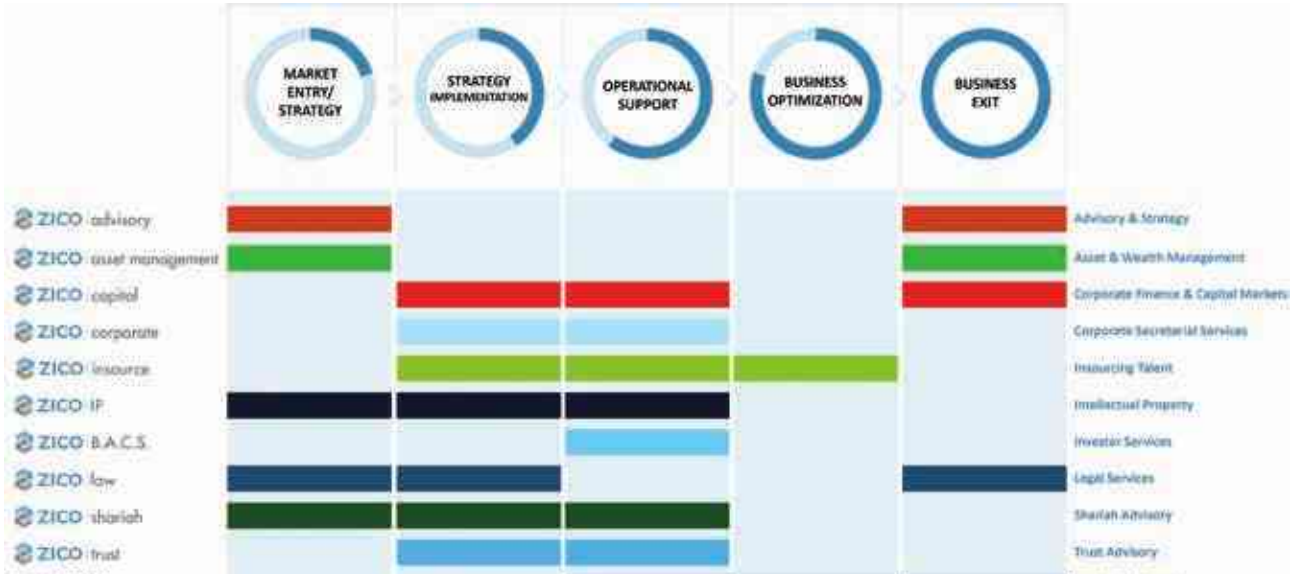 MARKET
ENTRY/
STRATEGY
STRATEGY
IMPLEMENTATION
OPERATIONAL
SUPPORT
BUSINESS
OPTIMIZATION
BUSINESS
EXIT
ZICO advisory
Advisory & Strategy
ZICO asset management
Asset & Wealth Management
ZICO capital
Corporate Finance & Capital Markets
ZICO corporate
Corporate Secretarial Services
ZICO insource
Insourcing Talent
ZICO IP
Intellectual Property
ZICO B.A.C.S.
Investor Services
ZICO law
Legal Services
ZICO shariah
Shariah Advisory
ZICO trust
Trust Advisory